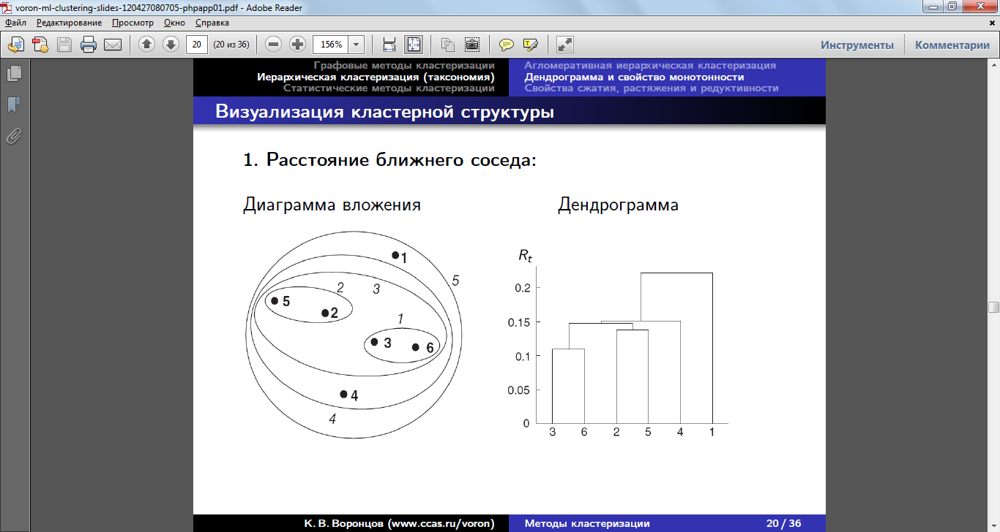 voron-ml-clustering-slides-120427080705-phpapp01.pdf - Adobe Reader
Файл Редактирование Просмотр Окно Справка
20 (20 из 36) 156% Инструменты Комментарии
Графовые методы кластеризации
Иерархическая кластеризация (таксономия)
Статистические методы кластеризации
Агломеративная иерархическая кластеризация
Дендрограмма и свойство монотонности
Свойства сжатия, растяжения и редуктивности
Визуализация кластерной структуры
1. Расстояние ближнего соседа:
Диаграмма вложения
1
5
2
3
5
2
1
3
6
4
4
Дендрограмма
Rt
0.2
0.15
0.1
0.05
0
3 6 2 5 4 1
К. В. Воронцов (www.ccas.ru/voron)
Методы кластеризации
20 / 36